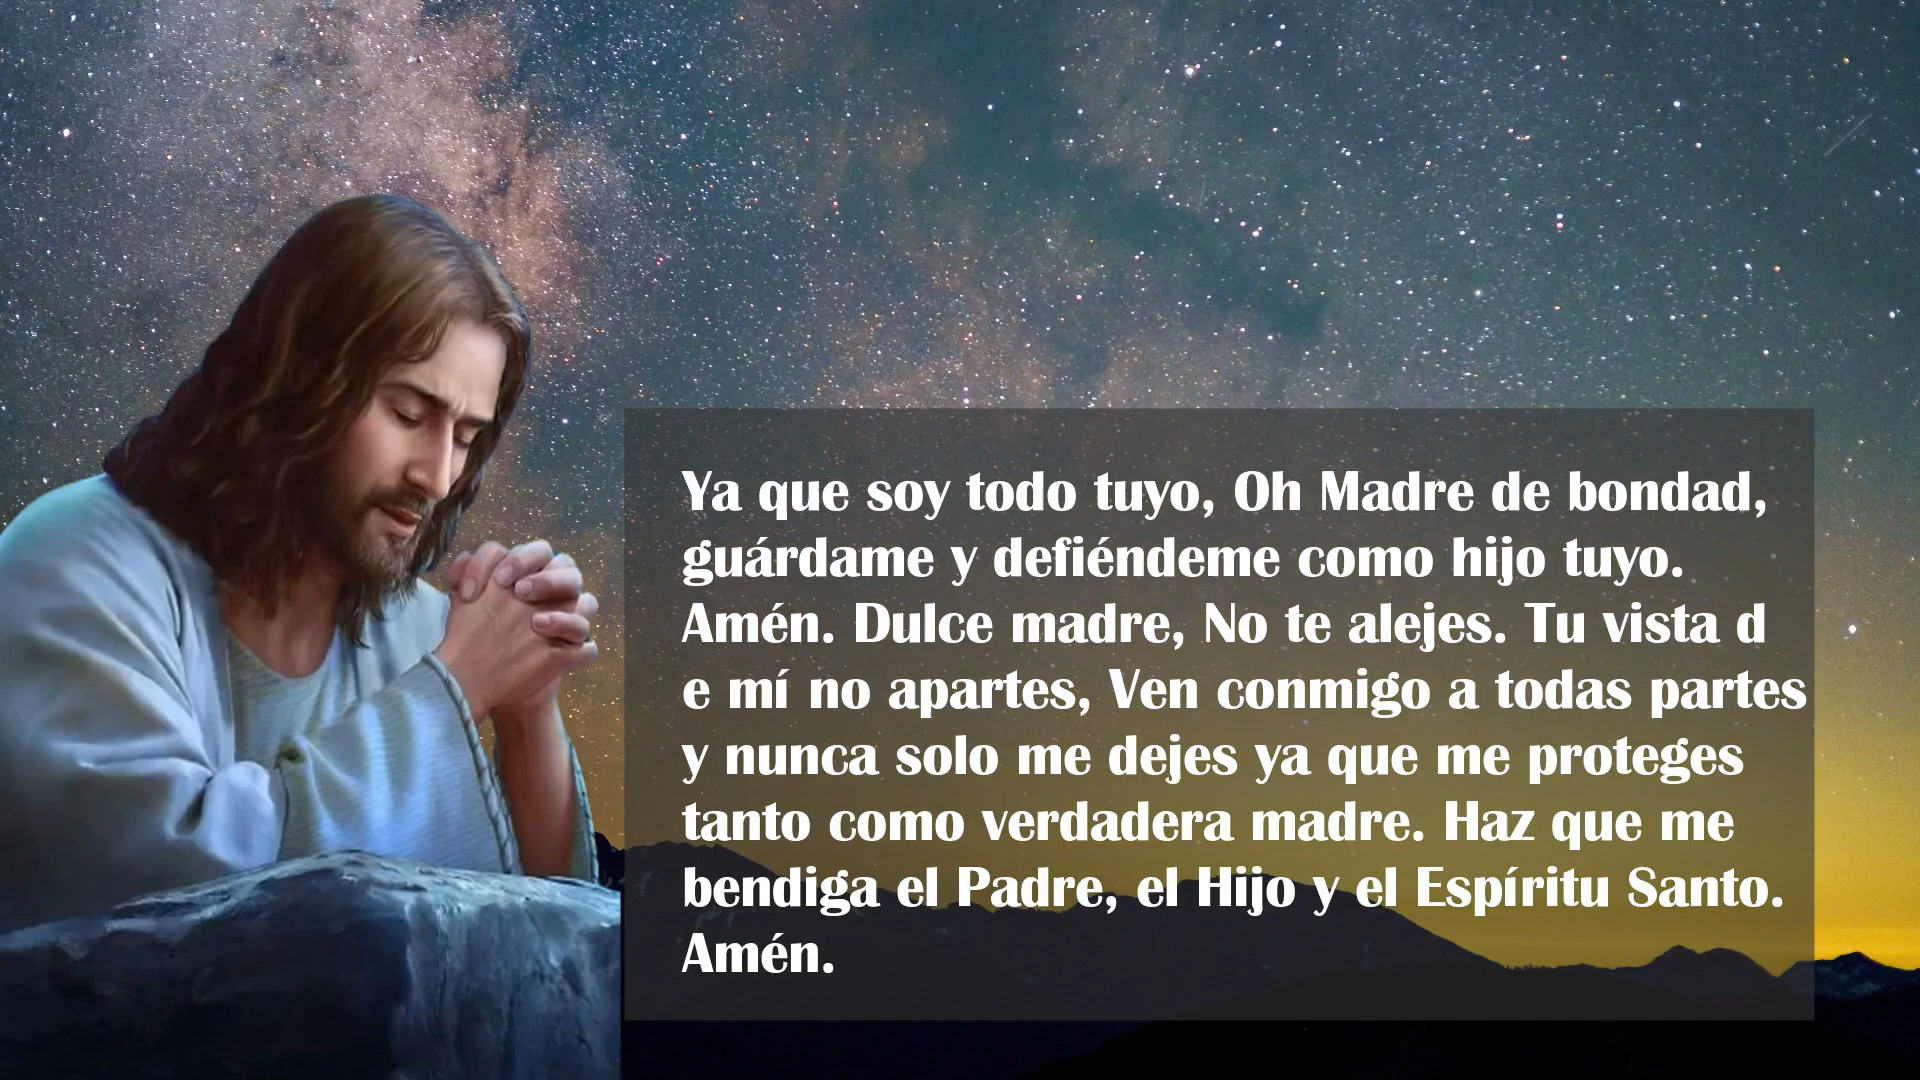 Ya que soy todo tuyo, Oh Madre de bondad,
guárdame y defiéndeme como hijo tuyo.
Amén. Dulce madre, No te alejes. Tu vista d
e mí no apartes, Ven conmigo a todas partes
y nunca solo me dejes ya que me proteges
tanto como verdadera madre. Haz que me
bendiga el Padre, el Hijo y el Espíritu Santo.
Amén.